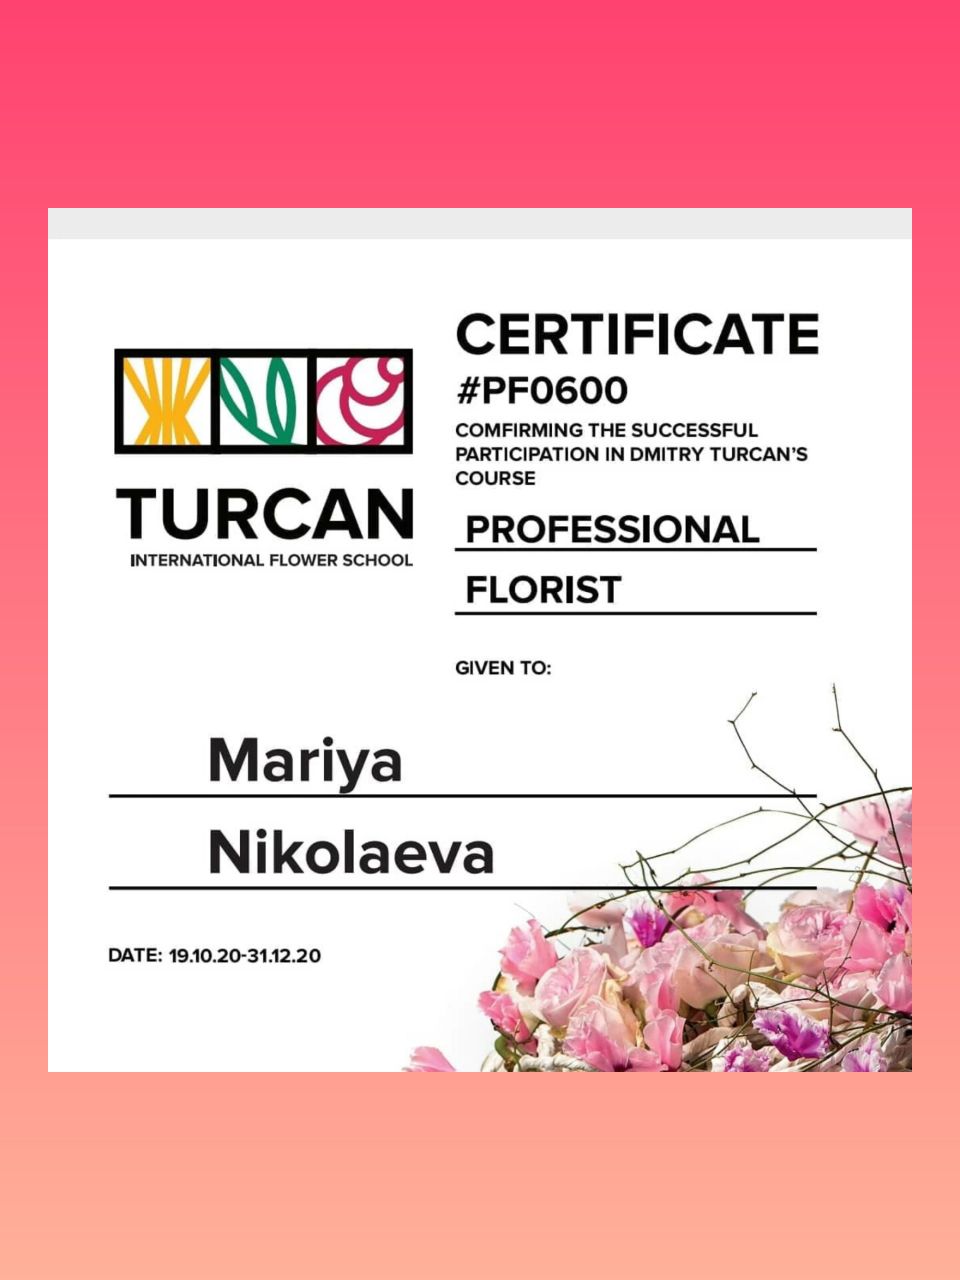 CERTIFICATE
#PF0600
COMFIRMING THE SUCCESSFUL
PARTICIPATION IN DMITRY TURCAN'S
COURSE
TURCAN
INTERNATIONAL FLOWER SCHOOL
PROFESSIONAL
FLORIST
GIVEN TO:
Mariya
Nikolaeva
DATE: 19.10.20-31.12.20